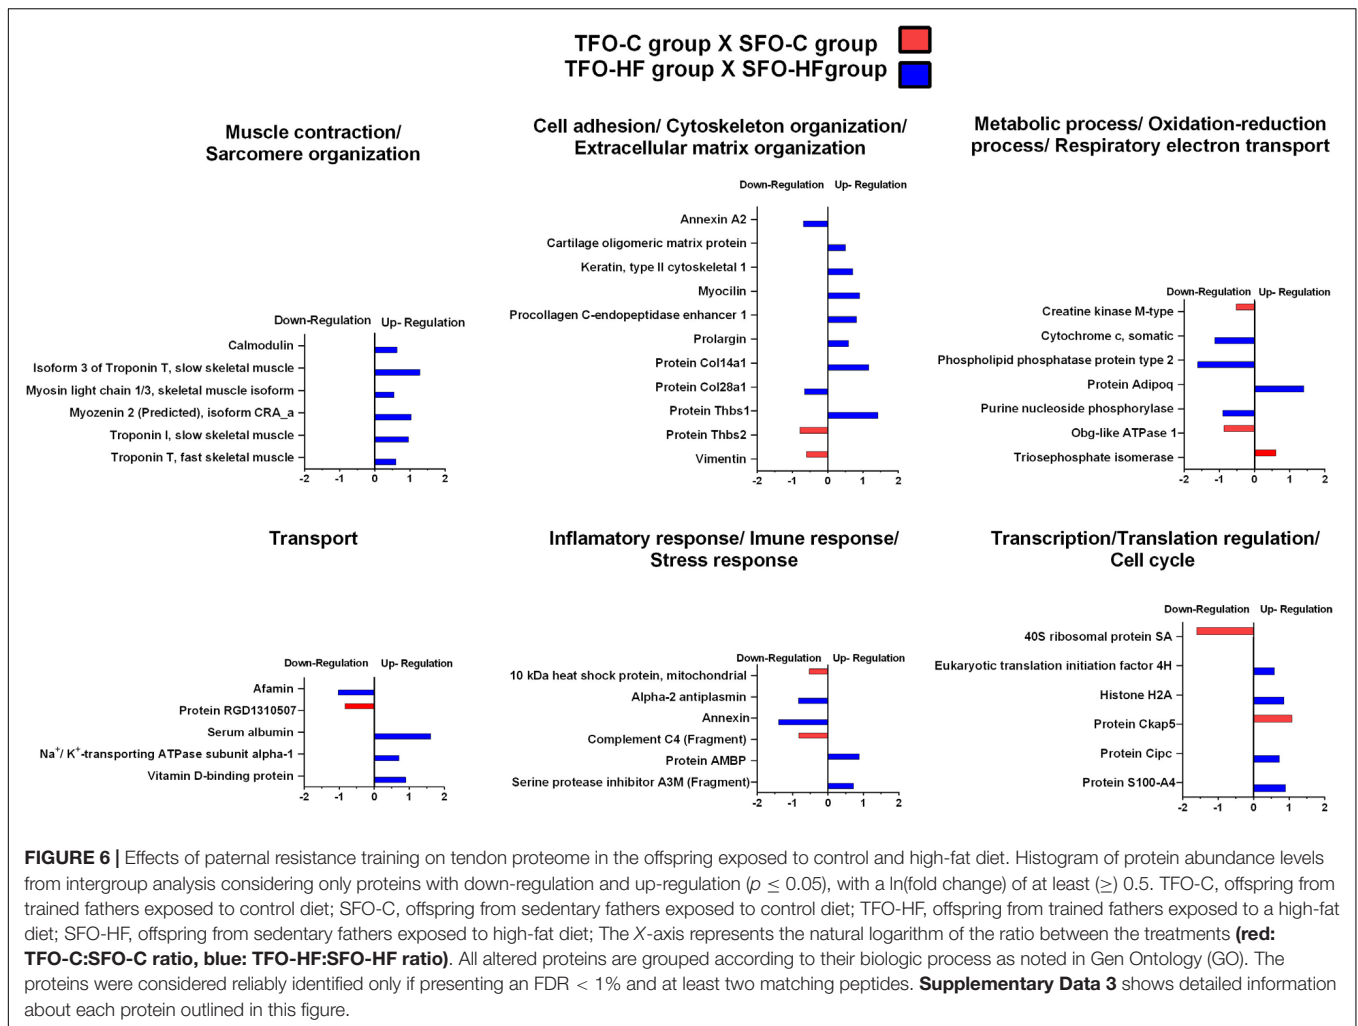 TFO-C group X SFO-C group
TFO-HF group X SFO-HFgroup
Muscle contraction/
Sarcomere organization
Down-Regulation Up- Regulation
Calmodulin
Isoform 3 of Troponin T, slow skeletal muscle
Myosin light chain 1/3, skeletal muscle isoform
Myozenin 2 (Predicted), isoform CRA_a
Troponin I, slow skeletal muscle
Troponin T, fast skeletal muscle
-2 -1 0 1 2
Cell adhesion/ Cytoskeleton organization/
Extracellular matrix organization
Down-Regulation Up- Regulation
Annexin A2
Cartilage oligomeric matrix protein
Keratin, type II cytoskeletal 1
Myocilin
Procollagen C-endopeptidase enhancer 1
Prolargin
Protein Col14a1
Protein Col28a1
Protein Thbs1
Protein Thbs2
Vimentin
-2 -1 0 1 2
Metabolic process/ Oxidation-reduction
process/ Respiratory electron transport
Down-Regulation Up- Regulation
Creatine kinase M-type
Cytochrome c, somatic
Phospholipid phosphatase protein type 2
Protein Adipoq
Purine nucleoside phosphorylase
Obg-like ATPase 1
Triosephosphate isomerase
-2 -1 0 1 2
Transport
Down-Regulation Up- Regulation
Afamin
Protein RGD1310507
Serum albumin
Na+/ K+-transporting ATPase subunit alpha-1
Vitamin D-binding protein
-2 -1 0 1 2
Inflamatory response/ Imune response/
Stress response
Down-Regulation Up- Regulation
10 kDa heat shock protein, mitochondrial
Alpha-2 antiplasmin
Annexin
Complement C4 (Fragment)
Protein AMBP
Serine protease inhibitor A3M (Fragment)
-2 -1 0 1 2
Transcription/Translation regulation/
Cell cycle
Down-Regulation Up- Regulation
40S ribosomal protein SA
Eukaryotic translation initiation factor 4H
Histone H2A
Protein Ckap5
Protein Cipc
Protein S100-A4
-2 -1 0 1 2
FIGURE 6 | Effects of paternal resistance training on tendon proteome in the offspring exposed to control and high-fat diet. Histogram of protein abundance levels
from intergroup analysis considering only proteins with down-regulation and up-regulation (p ≤ 0.05), with a ln(fold change) of at least (≥) 0.5. TFO-C, offspring from
trained fathers exposed to control diet; SFO-C, offspring from sedentary fathers exposed to control diet; TFO-HF, offspring from trained fathers exposed to a high-fat
diet; SFO-HF, offspring from sedentary fathers exposed to high-fat diet; The X-axis represents the natural logarithm of the ratio between the treatments (red:
TFO-C:SFO-C ratio, blue: TFO-HF:SFO-HF ratio). All altered proteins are grouped according to their biologic process as noted in Gen Ontology (GO). The
proteins were considered reliably identified only if presenting an FDR < 1% and at least two matching peptides. Supplementary Data 3 shows detailed information
about each protein outlined in this figure.